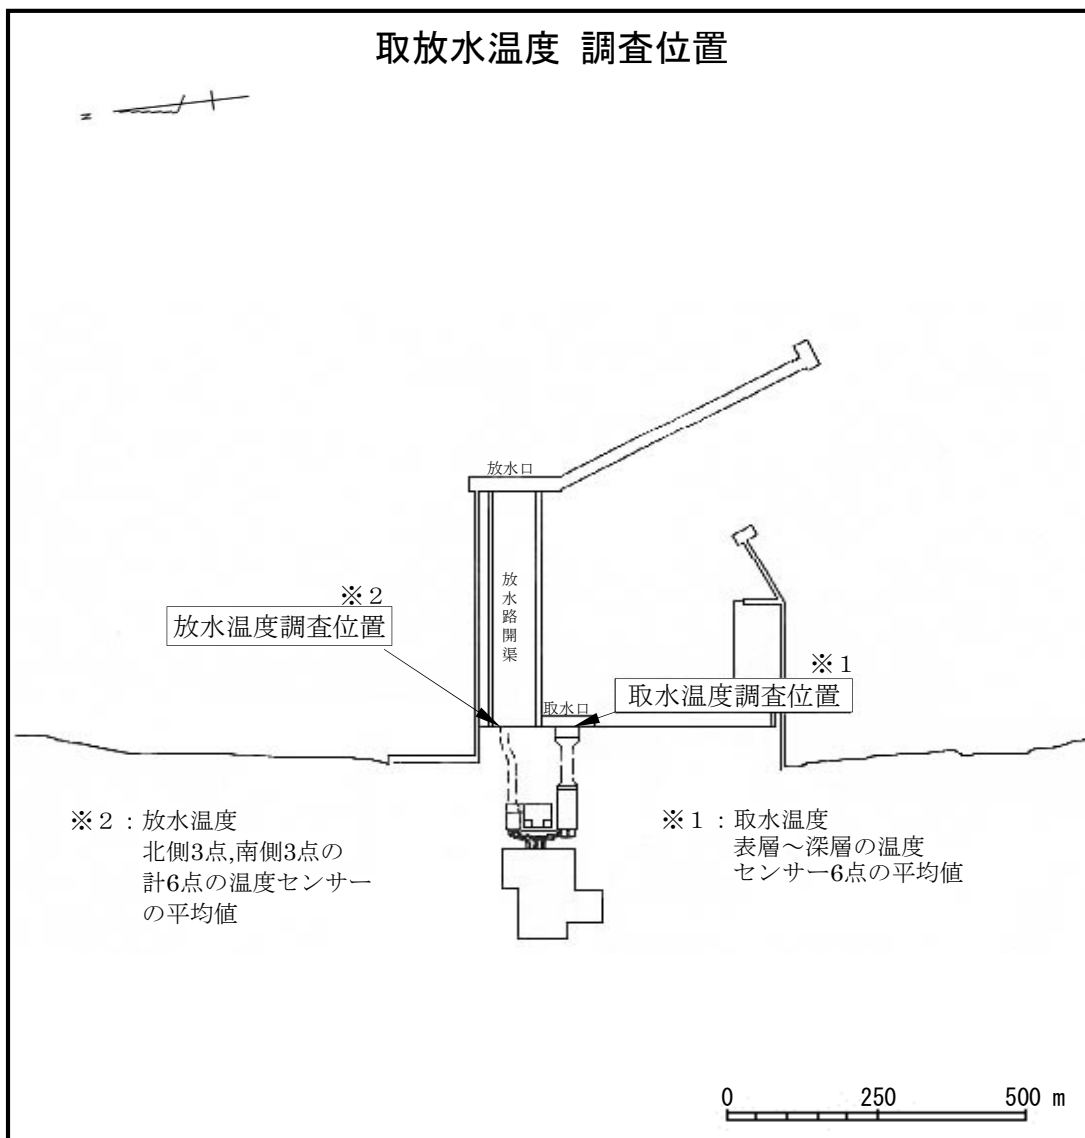 取放水温度 調査位置
N
放水口
放水路開渠
※2
放水温度調査位置
※1
取水温度調査位置
取水口
※2：放水温度
北側3点,南側3点の
計6点の温度センサー
の平均値
※1：取水温度
表層～深層の温度
センサー6点の平均値
0 250 500 m